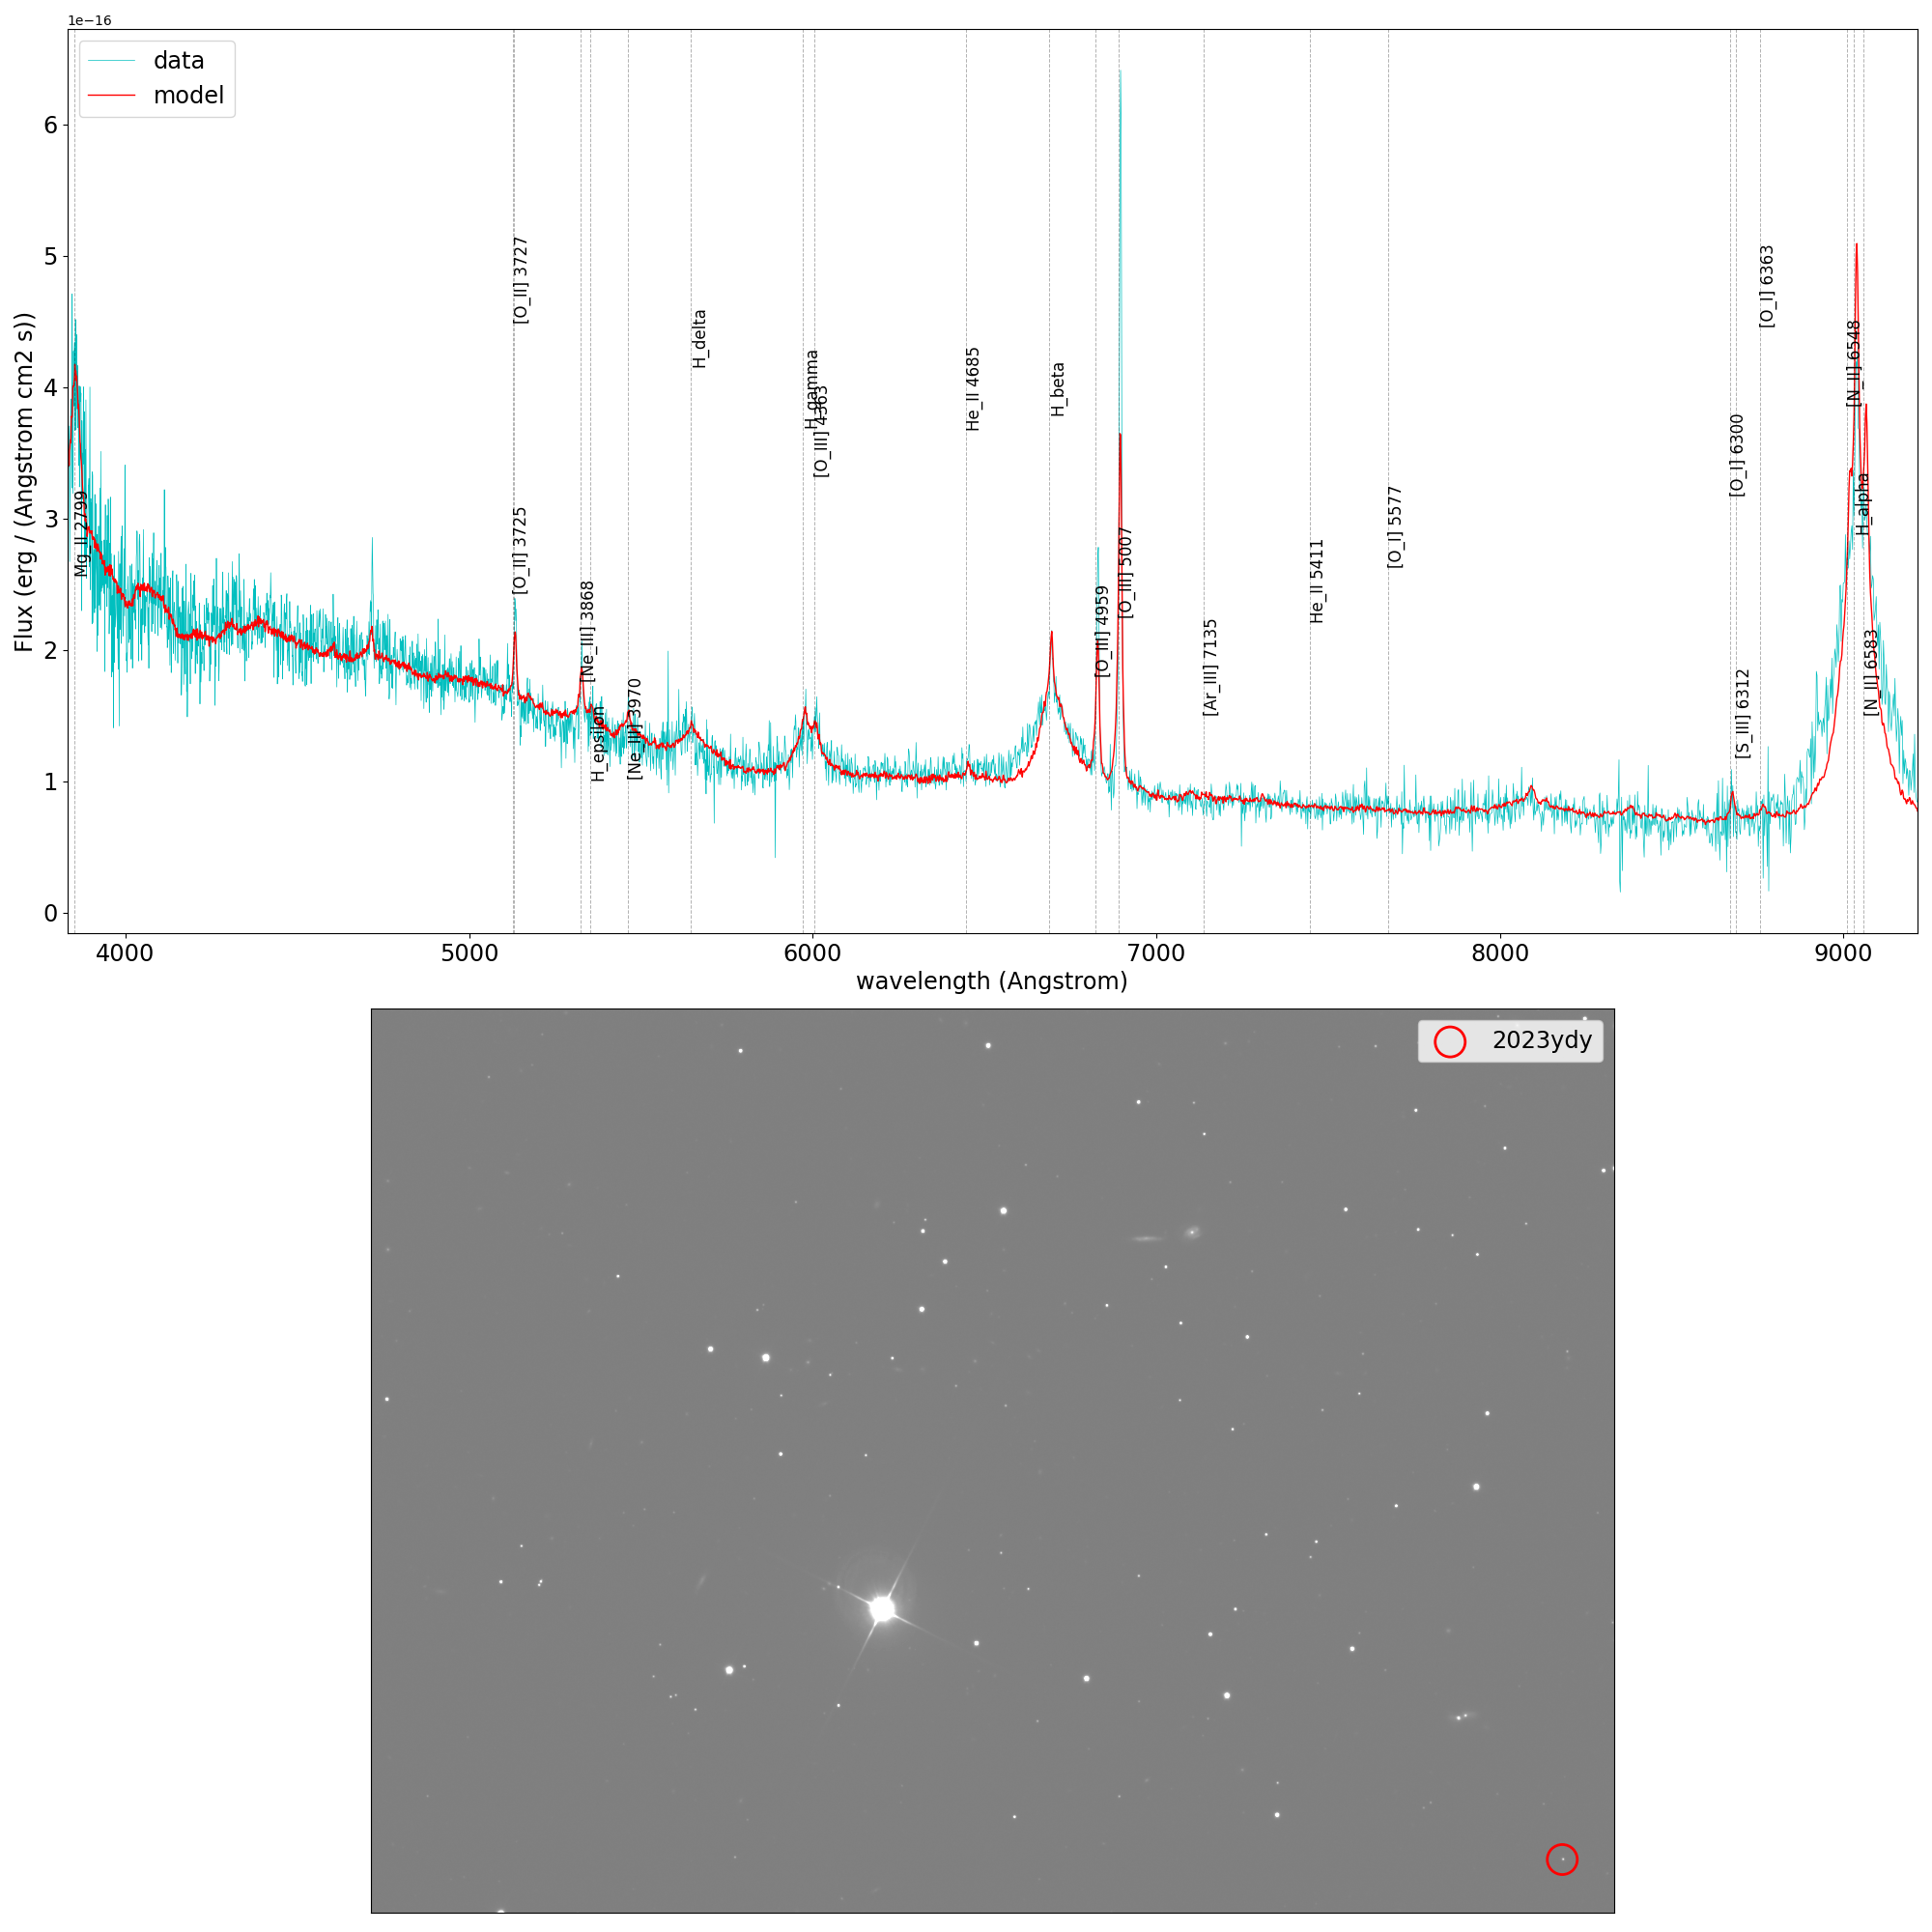 1e−16
data
model
6
5
4
3
2
1
0
Flux (erg / (Angstrom cm2 s))
Mg_II 2799
[O_II] 3725
[O_II] 3727
[Ne_III] 3868
H_epsilon
[Ne_III] 3970
H_delta
H_gamma
[O_III] 4363
He_II 4685
H_beta
[O_III] 4959
[O_III] 5007
[Ar_III] 7135
He_II 5411
[O_I] 5577
[O_I] 6300
[S_III] 6312
[O_I] 6363
[N_II] 6548
H_alpha
[N_II] 6583
4000 5000 6000 7000 8000 9000
wavelength (Angstrom)
2023ydy